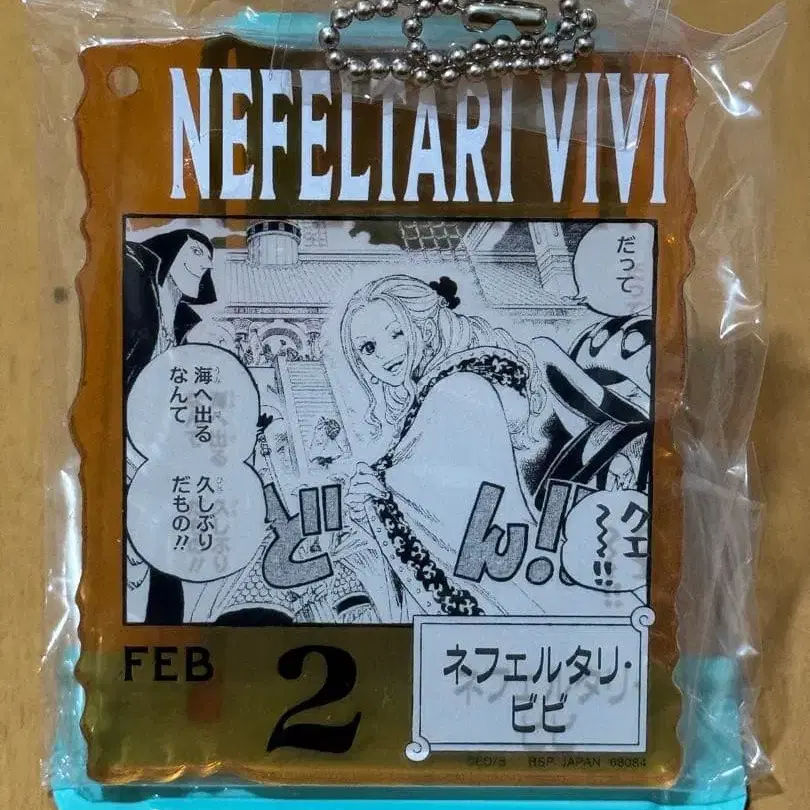 NEFELTARI VIVI
だって
海へ出る
なんて
久しぶり
だもの!!
どん!!
クエ
〜〜!!
FEB 2
ネフェルタリ・
ビビ
BSP JAPAN 08084